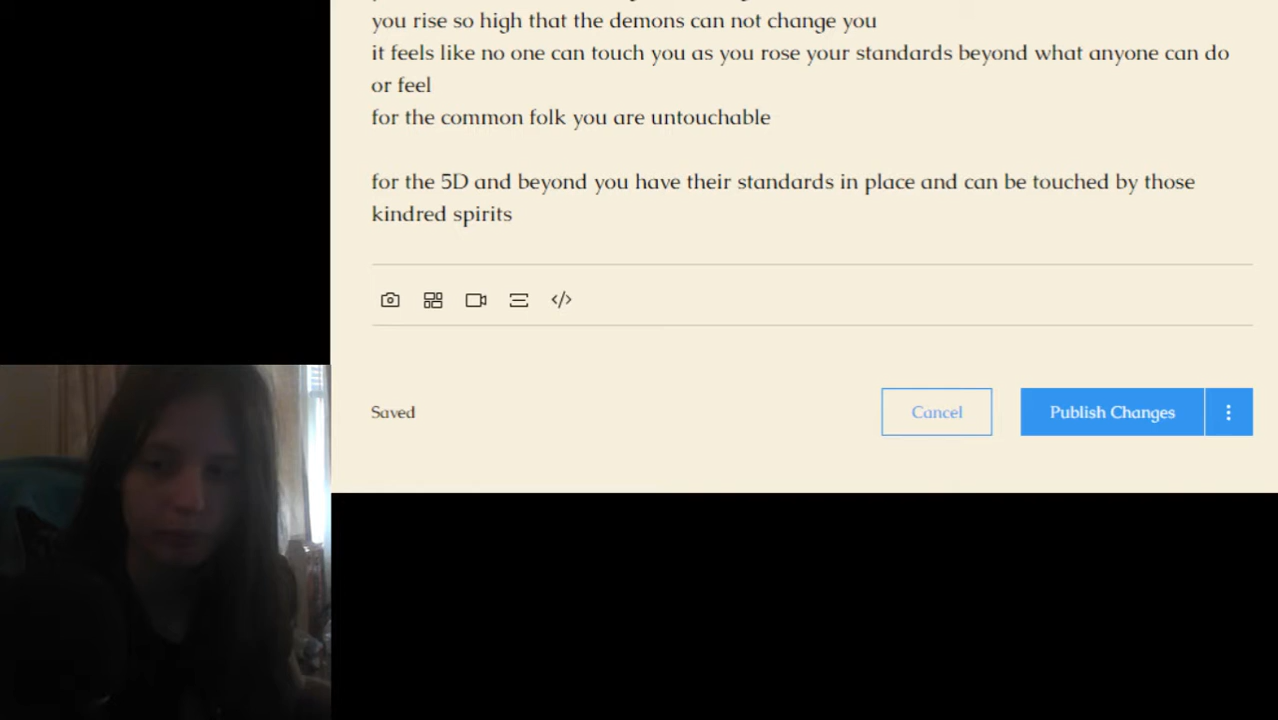 you rise so high that the demons can not change you
it feels like no one can touch you as you rose your standards beyond what anyone can do
or feel
for the common folk you are untouchable
for the 5D and beyond you have their standards in place and can be touched by those
kindred spirits
Saved
Cancel
Publish Changes